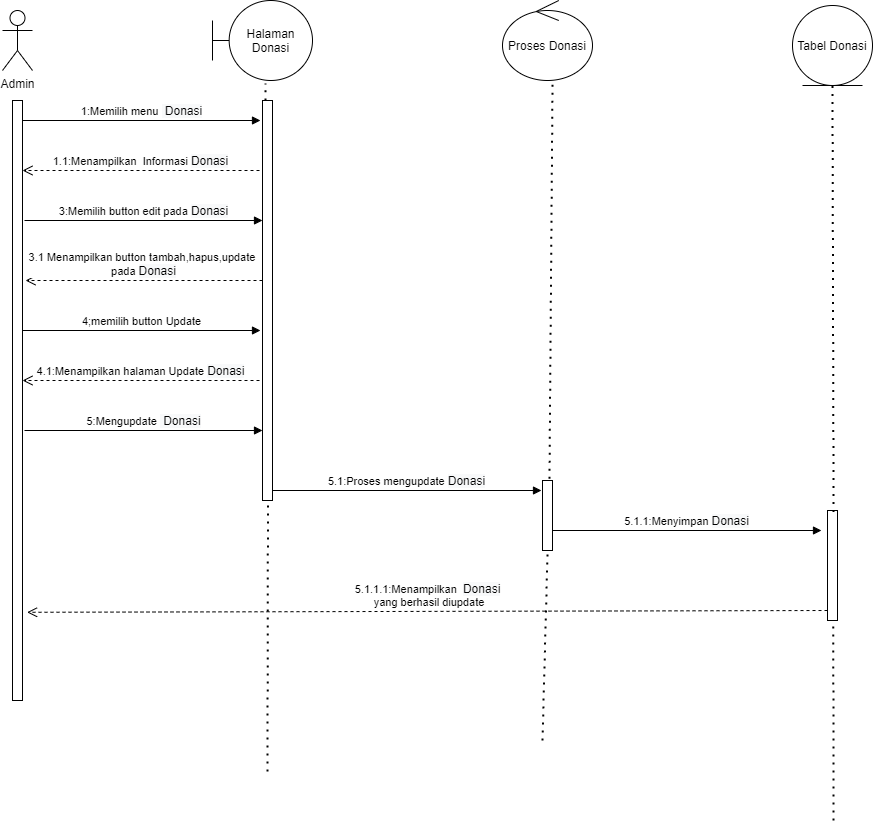 Halaman
Donasi
Proses Donasi
Tabel Donasi
Admin
1:Memilih menu Donasi
1.1:Menampilkan Informasi Donasi
3:Memilih button edit pada Donasi
3.1 Menampilkan button tambah,hapus,update
pada Donasi
4;memilih button Update
4.1:Menampilkan halaman Update Donasi
5:Mengupdate Donasi
5.1:Proses mengupdate Donasi
5.1.1:Menyimpan Donasi
5.1.1.1:Menampilkan Donasi
yang berhasil diupdate